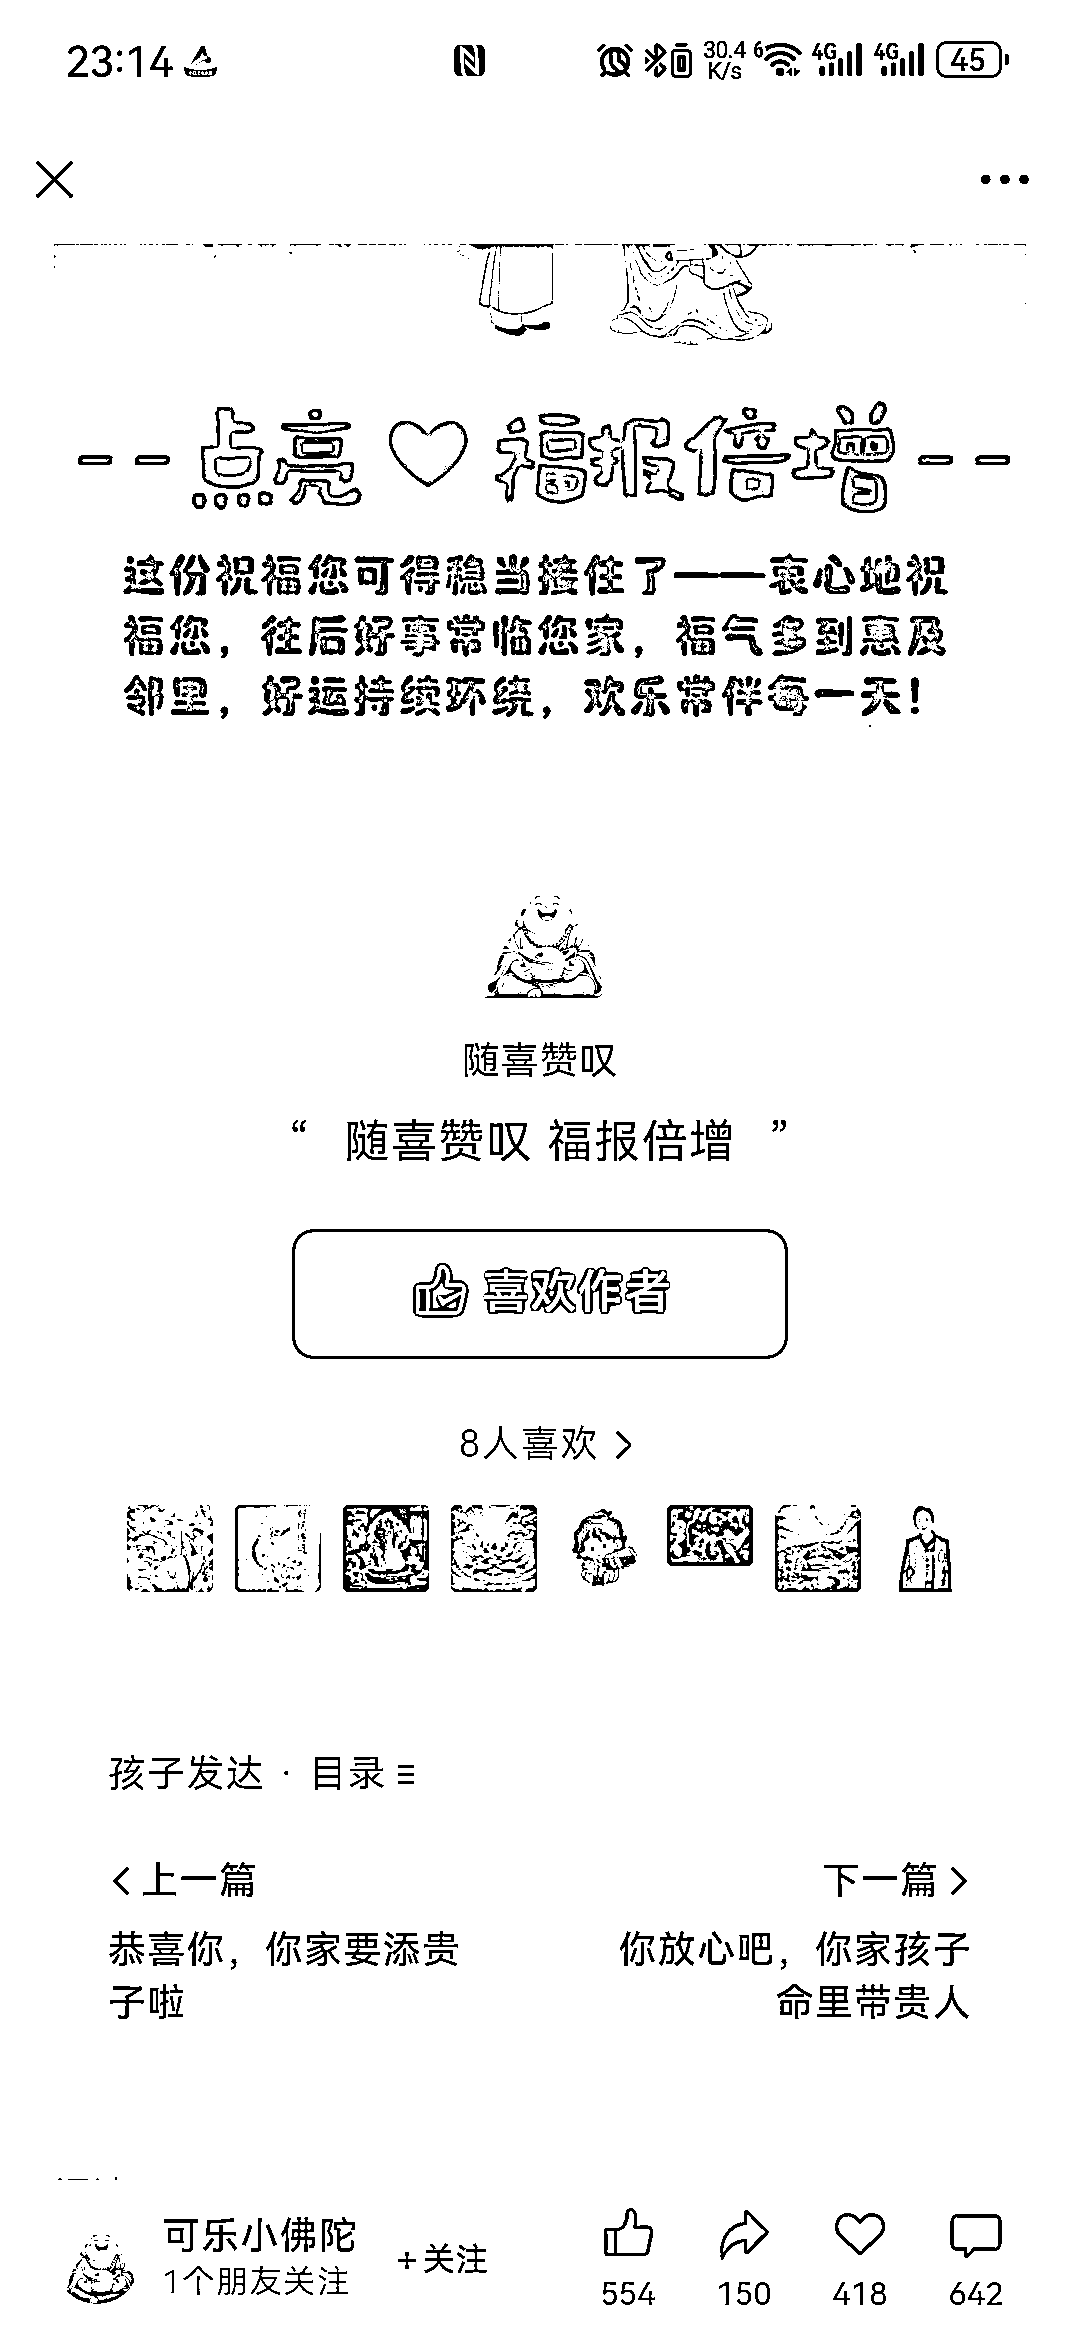 23:14
30.4 K/s 6 4G 4G 45
--点亮♡福报倍增--
这份祝福您可得稳当接住了——衷心地祝
福您，往后好事常临您家，福气多到惠及
邻里，好运持续环绕，欢乐常伴每一天！
随喜赞叹
“ 随喜赞叹 福报倍增 ”
喜欢作者
8人喜欢 >
孩子发达 · 目录
<上一篇
下一篇>
恭喜你，你家要添贵
子啦
你放心吧，你家孩子
命里带贵人
可乐小佛陀
1个朋友关注
+关注
554 150 418 642